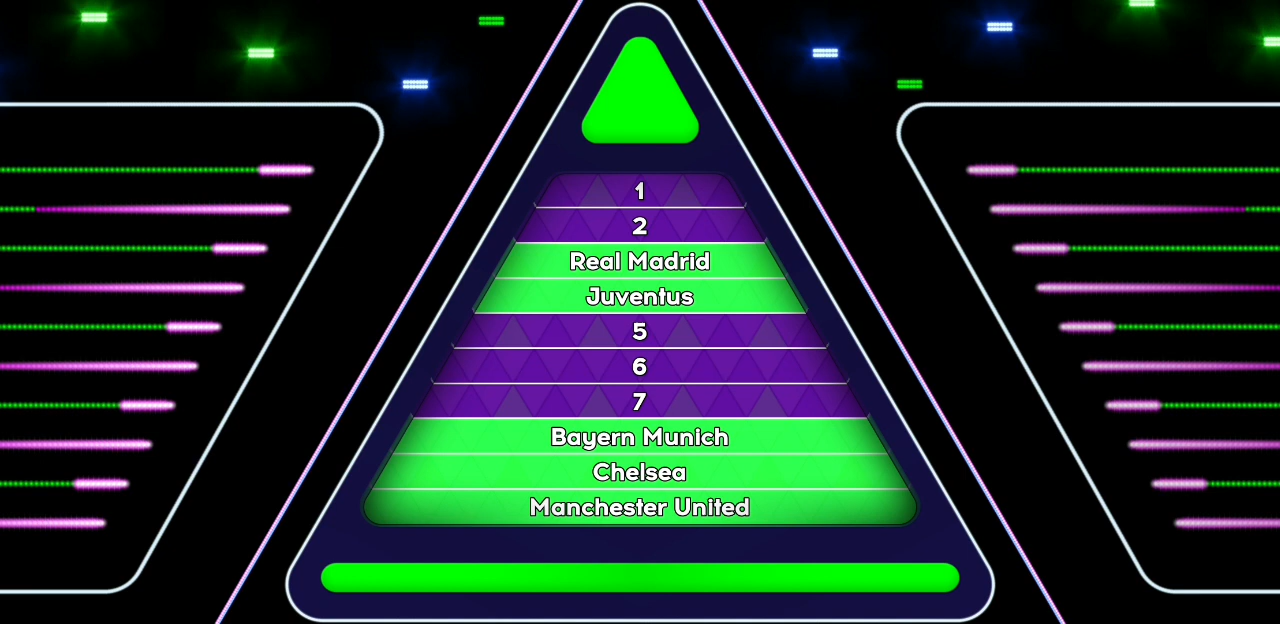 1
2
Real Madrid
Juventus
5
6
7
Bayern Munich
Chelsea
Manchester United